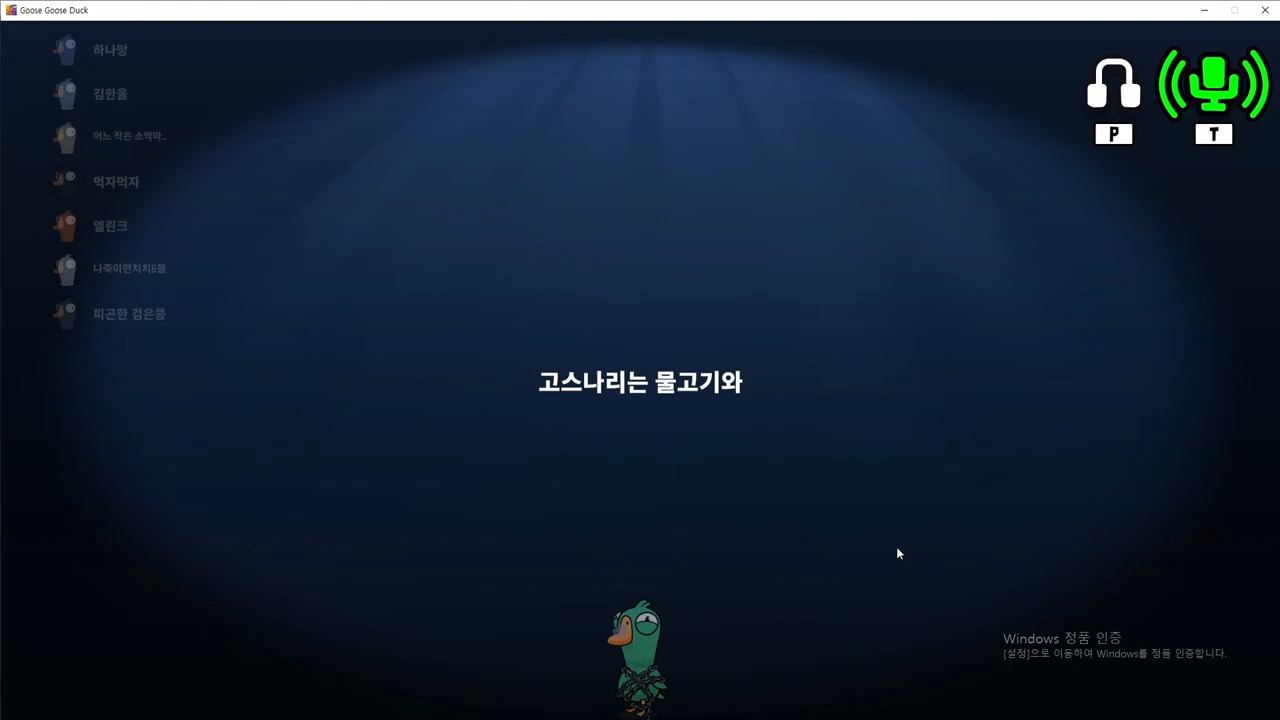 Goose Goose Duck
하나망
김한울
어느 작은 소악마..
먹자먹자
엘린크
나죽이면치치6돌
피곤한 검은콩
P
T
고스나리는 물고기와
Windows 정품 인증
[설정]으로 이동하여 Windows를 정품 인증합니다.